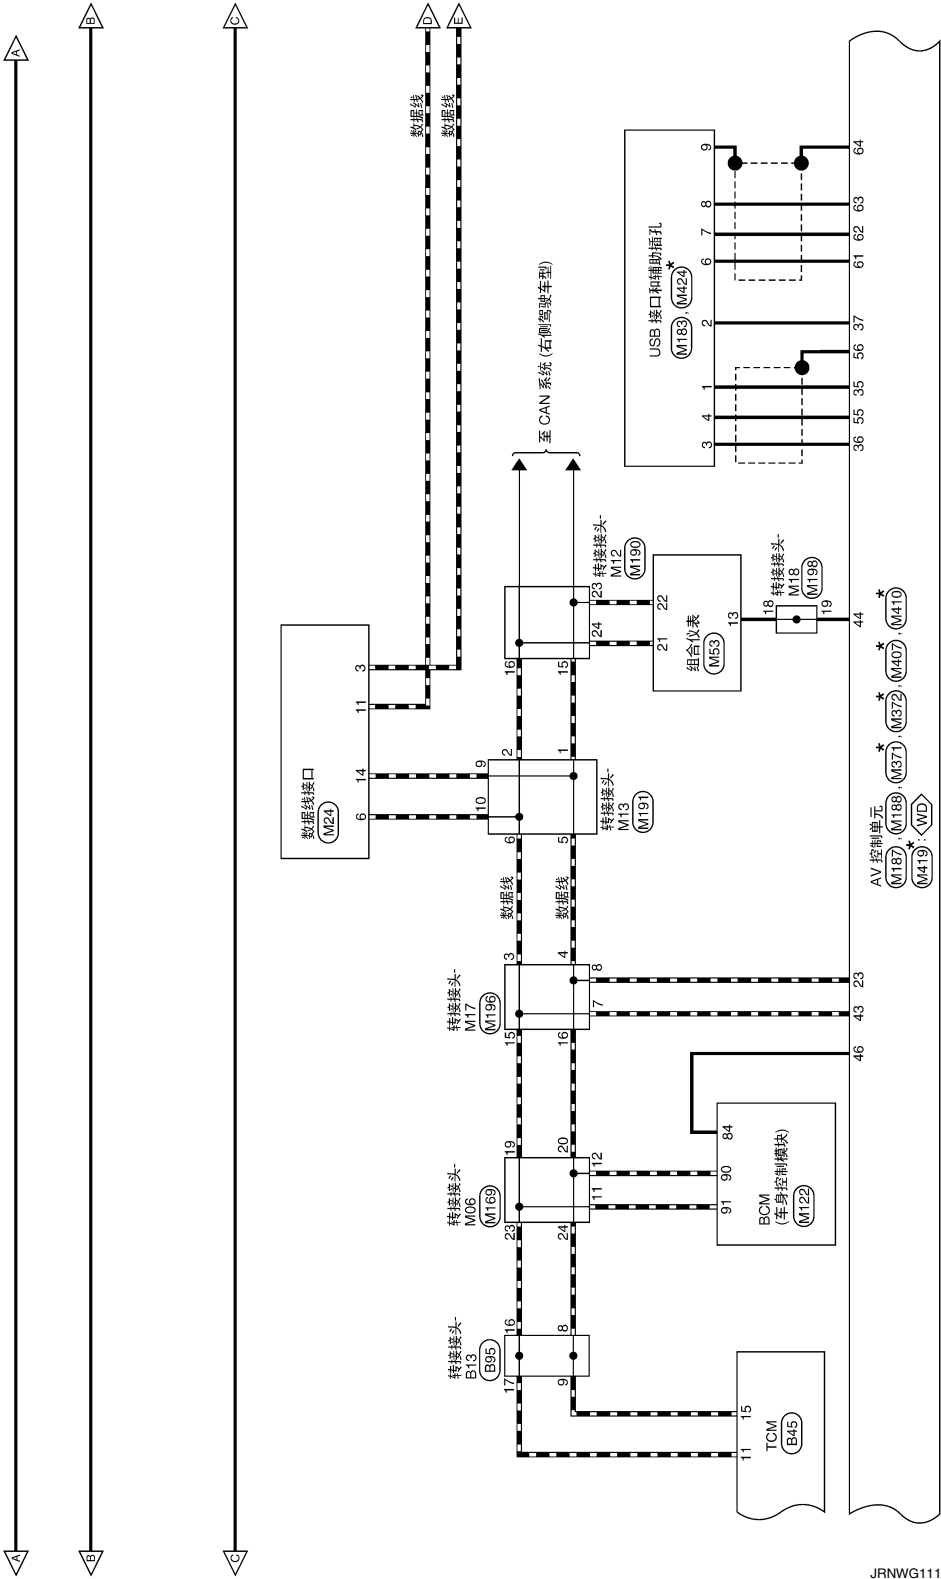 A
A
B
B
C
C
数据线接口
M24
6
14
11
3
数据线
D
数据线
E
转接接头-
B13
B95
转接接头-
M06
M169
转接接头-
M17
M196
10
9
17
16
23
19
15
3
数据线
6
2
16
9
8
24
20
16
4
数据线
5
1
15
至 CAN 系统 (右侧驾驶车型)
11
12
7
8
转接接头-
M13
M191
24
23
转接接头-
M12
M190
11
15
TCM
B45
91
90
84
BCM
(车身控制模块)
M122
21
22
组合仪表
M53
13
18
19
转接接头-
M18
M198
USB 接口和辅助插孔
M183 , M424 *
3
4
1
2
6
7
8
9
46
43
23
44
36
55
35
56
37
61
62
63
64
AV 控制单元
M187 , M188 , M371 * , M372 * , M407 * , M410 *
M419 * : WD
JRNWG111